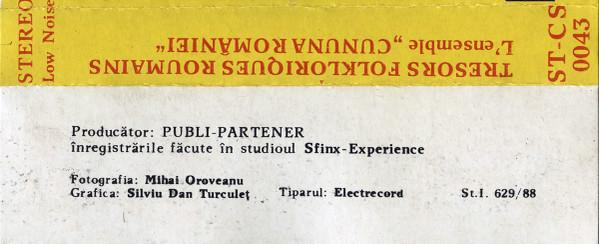 STEREO
Low Noise
TRESORS FOLKLORIQUES ROUMAINS
L'ensemble „CUNUNA ROMÂNIEI"
ST-CS
0043
Producător: PUBLI-PARTENER
înregistrările făcute în studioul Sfinx-Experience
Fotografia: Mihai Oroveanu
Grafica: Silviu Dan Turculeț Tiparul: Electrecord St.I. 629/88